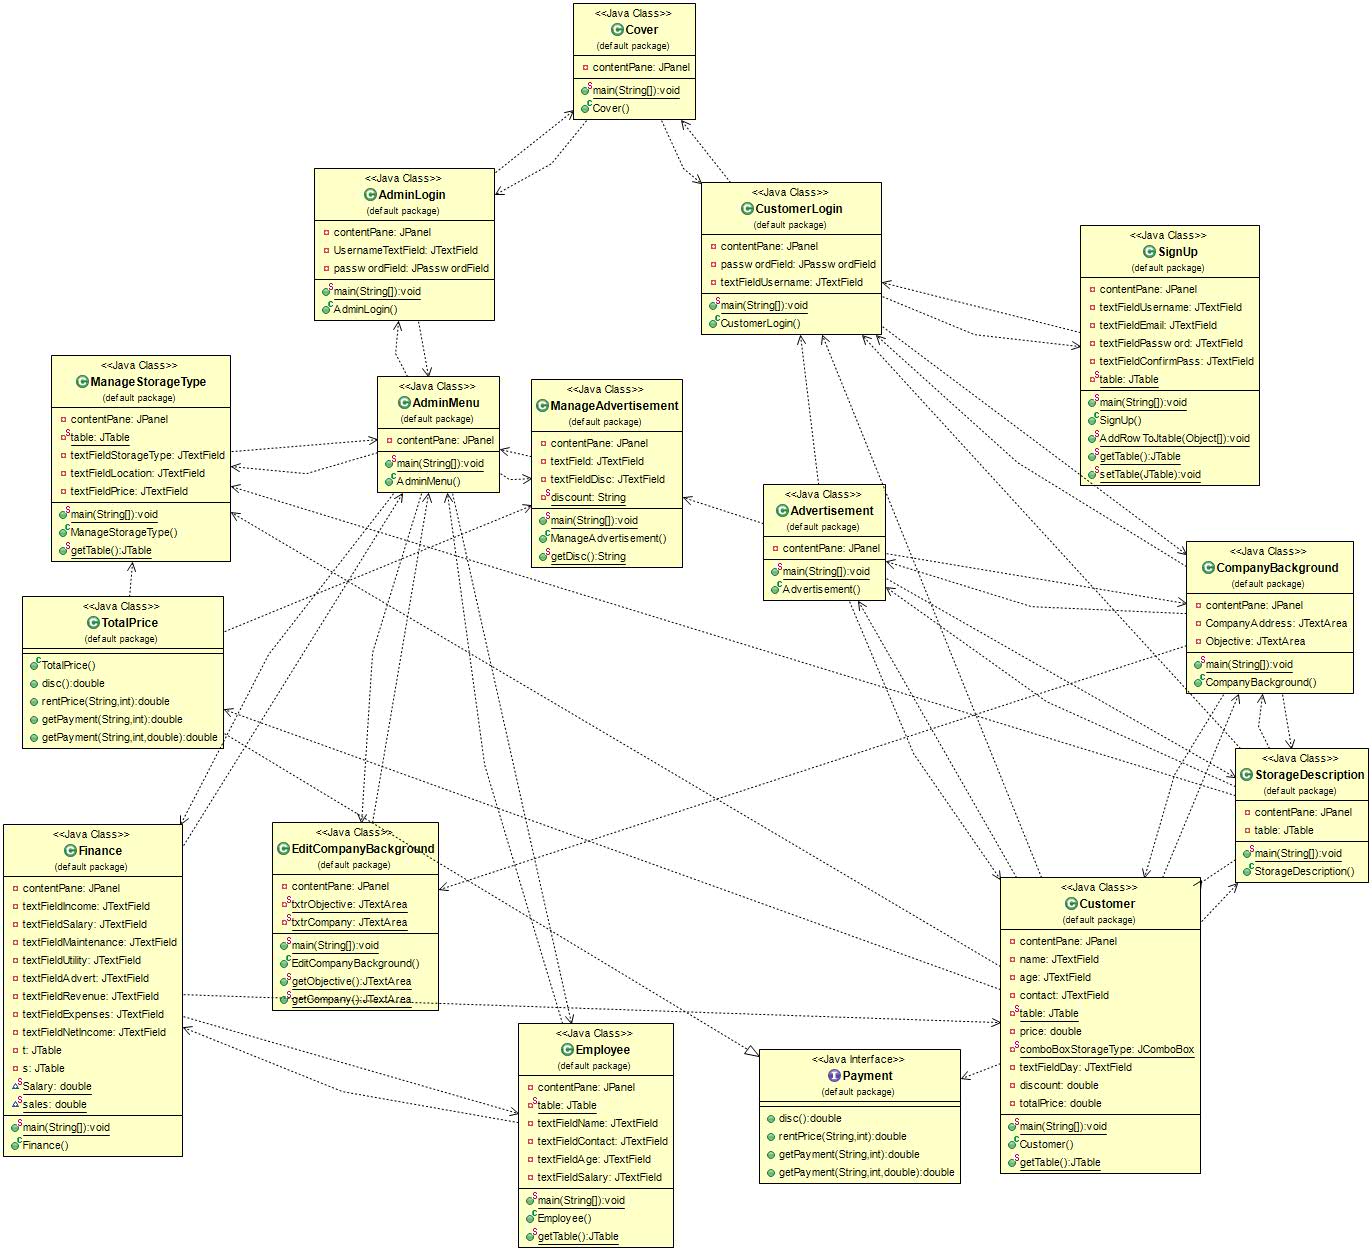 <<Java Class>>
Cover
(default package)
contentPane: JPanel
main(String[]):void
Cover()
<<Java Class>>
AdminLogin
(default package)
contentPane: JPanel
UsernameTextField: JTextField
passwordField: JPasswordField
main(String[]):void
AdminLogin()
<<Java Class>>
CustomerLogin
(default package)
contentPane: JPanel
passwordField: JPasswordField
textFieldUsername: JTextField
main(String[]):void
CustomerLogin()
<<Java Class>>
SignUp
(default package)
contentPane: JPanel
textFieldUsername: JTextField
textFieldEmail: JTextField
textFieldPassword: JTextField
textFieldConfirmPass: JTextField
table: JTable
main(String[]):void
SignUp()
AddRowToJtable(Object[]):void
getTable():JTable
setTable(JTable):void
<<Java Class>>
ManageStorageType
(default package)
contentPane: JPanel
table: JTable
textFieldStorageType: JTextField
textFieldLocation: JTextField
textFieldPrice: JTextField
main(String[]):void
ManageStorageType()
getTable():JTable
<<Java Class>>
AdminMenu
(default package)
contentPane: JPanel
main(String[]):void
AdminMenu()
<<Java Class>>
ManageAdvertisement
(default package)
contentPane: JPanel
textField: JTextField
textFieldDisc: JTextField
discount: String
main(String[]):void
ManageAdvertisement()
getDisc():String
<<Java Class>>
Advertisement
(default package)
contentPane: JPanel
main(String[]):void
Advertisement()
<<Java Class>>
CompanyBackground
(default package)
contentPane: JPanel
CompanyAddress: JTextArea
Objective: JTextArea
main(String[]):void
CompanyBackground()
<<Java Class>>
TotalPrice
(default package)
TotalPrice()
disc():double
rentPrice(String,int):double
getPayment(String,int):double
getPayment(String,int,double):double
<<Java Class>>
StorageDescription
(default package)
contentPane: JPanel
table: JTable
main(String[]):void
StorageDescription()
<<Java Class>>
Finance
(default package)
contentPane: JPanel
textFieldIncome: JTextField
textFieldSalary: JTextField
textFieldMaintenance: JTextField
textFieldUtility: JTextField
textFieldAdvert: JTextField
textFieldRevenue: JTextField
textFieldExpenses: JTextField
textFieldNetIncome: JTextField
t: JTable
s: JTable
Salary: double
sales: double
main(String[]):void
Finance()
<<Java Class>>
EditCompanyBackground
(default package)
contentPane: JPanel
txtrObjective: JTextArea
txtrCompany: JTextArea
main(String[]):void
EditCompanyBackground()
getObjective():JTextArea
getCompany():JTextArea
<<Java Class>>
Customer
(default package)
contentPane: JPanel
name: JTextField
age: JTextField
contact: JTextField
table: JTable
price: double
comboBoxStorageType: JComboBox
textFieldDay: JTextField
discount: double
totalPrice: double
main(String[]):void
Customer()
getTable():JTable
<<Java Class>>
Employee
(default package)
contentPane: JPanel
table: JTable
textFieldName: JTextField
textFieldContact: JTextField
textFieldAge: JTextField
textFieldSalary: JTextField
main(String[]):void
Employee()
getTable():JTable
<<Java Interface>>
Payment
(default package)
disc():double
rentPrice(String,int):double
getPayment(String,int):double
getPayment(String,int,double):double